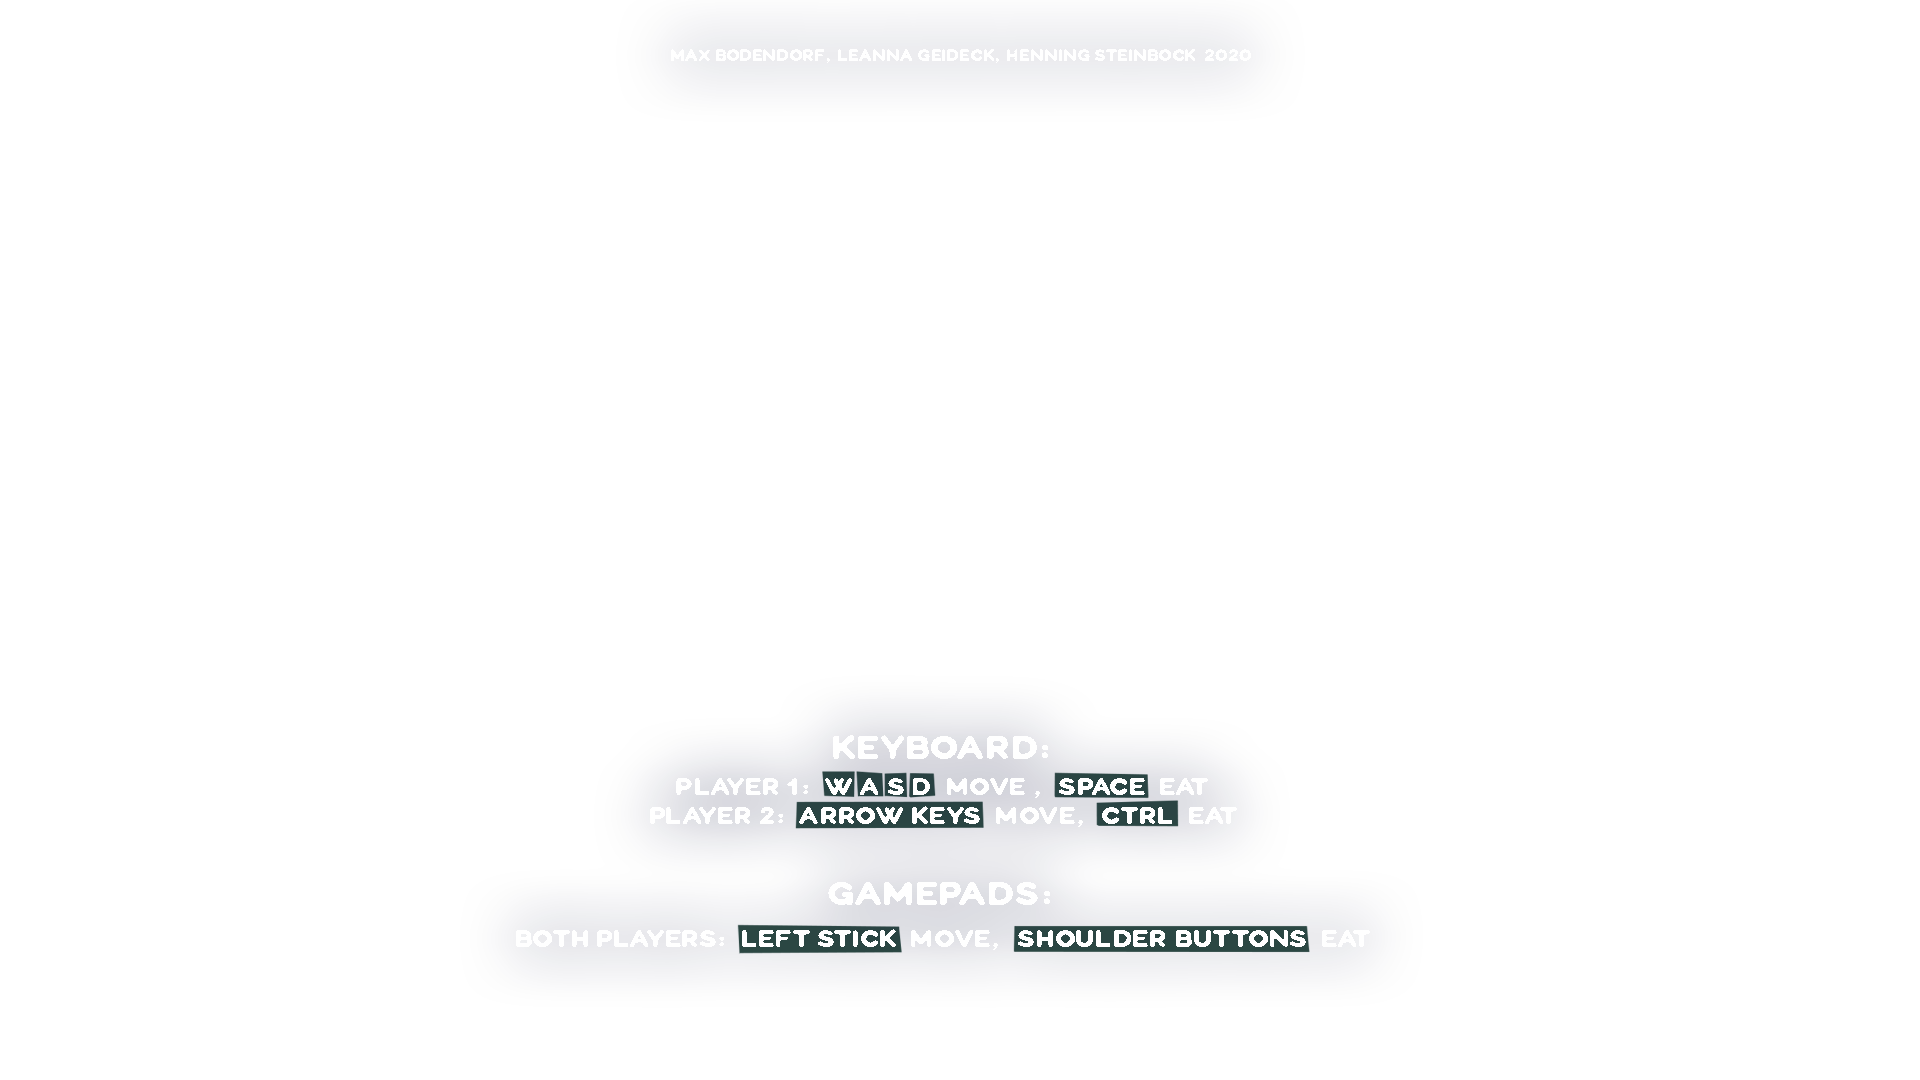 MAX BODENDORF, LEANNA GEIDECK, HENNING STEINBOCK 2020
KEYBOARD:
PLAYER 1: W A S D MOVE , SPACE EAT
PLAYER 2: ARROW KEYS MOVE, CTRL EAT
GAMEPADS:
BOTH PLAYERS: LEFT STICK MOVE, SHOULDER BUTTONS EAT